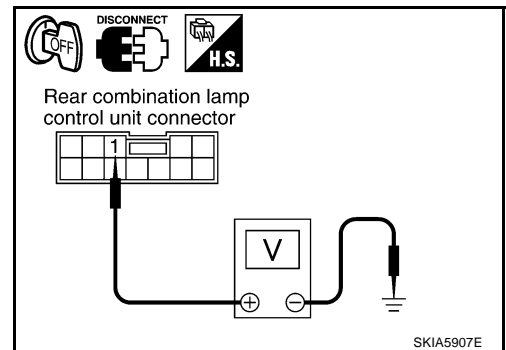 DISCONNECT
OFF
H.S.
Rear combination lamp
control unit connector
1
V
+ −
SKIA5907E